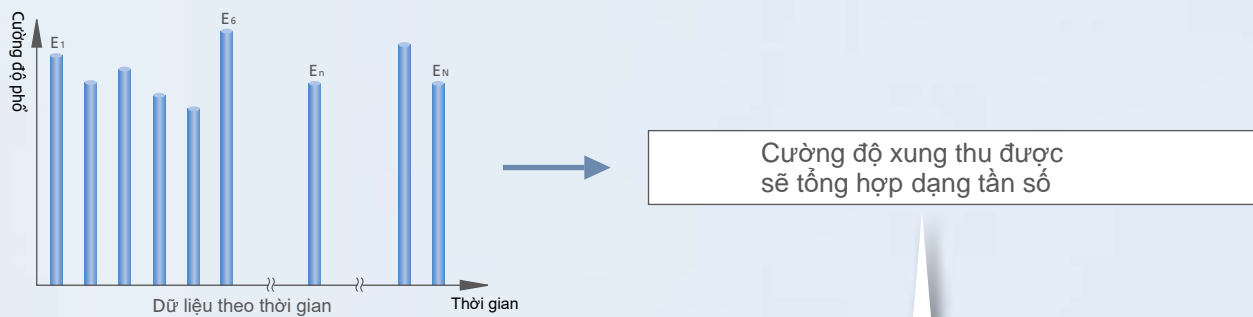 Cường độ phổ
E1
E6
En
EN
Dữ liệu theo thời gian
Thời gian
Cường độ xung thu được
sẽ tổng hợp dạng tần số